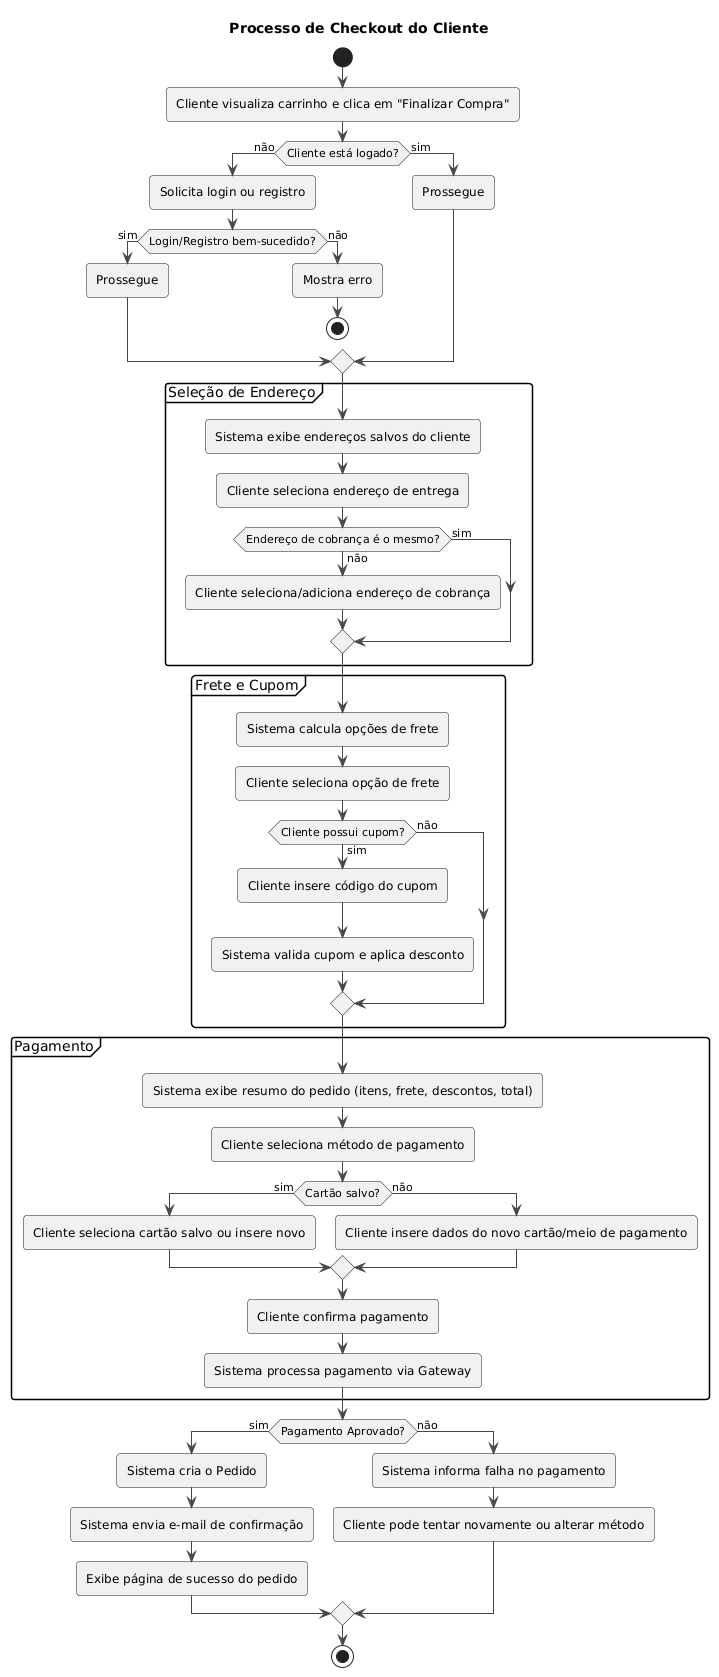 Processo de Checkout do Cliente
Cliente visualiza carrinho e clica em "Finalizar Compra"
Cliente está logado?
não
sim
Solicita login ou registro
Prossegue
Login/Registro bem-sucedido?
sim
não
Prossegue
Mostra erro
Seleção de Endereço
Sistema exibe endereços salvos do cliente
Cliente seleciona endereço de entrega
Endereço de cobrança é o mesmo?
sim
não
Cliente seleciona/adiciona endereço de cobrança
Frete e Cupom
Sistema calcula opções de frete
Cliente seleciona opção de frete
Cliente possui cupom?
não
sim
Cliente insere código do cupom
Sistema valida cupom e aplica desconto
Pagamento
Sistema exibe resumo do pedido (itens, frete, descontos, total)
Cliente seleciona método de pagamento
Cartão salvo?
sim
não
Cliente seleciona cartão salvo ou insere novo
Cliente insere dados do novo cartão/meio de pagamento
Cliente confirma pagamento
Sistema processa pagamento via Gateway
Pagamento Aprovado?
sim
não
Sistema cria o Pedido
Sistema informa falha no pagamento
Sistema envia e-mail de confirmação
Cliente pode tentar novamente ou alterar método
Exibe página de sucesso do pedido